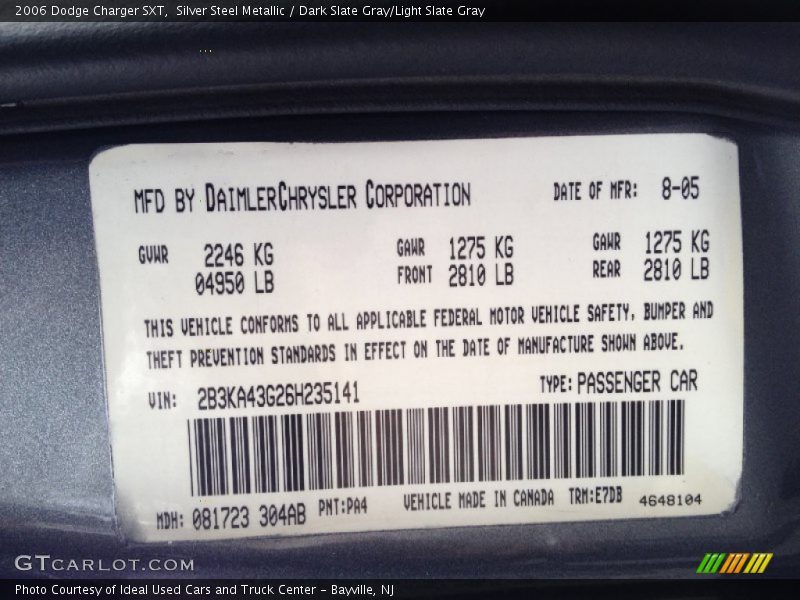 2006 Dodge Charger SXT,  Silver Steel Metallic / Dark Slate Gray/Light Slate Gray
MFD BY DAIMLERCHRYSLER CORPORATION DATE OF MFR: 8-05
GVWR 2246 KG GAWR 1275 KG GAWR 1275 KG
04950 LB FRONT 2810 LB REAR 2810 LB
THIS VEHICLE CONFORMS TO ALL APPLICABLE FEDERAL MOTOR VEHICLE SAFETY, BUMPER AND
THEFT PREVENTION STANDARDS IN EFFECT ON THE DATE OF MANUFACTURE SHOWN ABOVE.
VIN: 2B3KA43G26H235141 TYPE: PASSENGER CAR
MDH: 081723 304AB PNT:PA4 VEHICLE MADE IN CANADA TRM:E7DB 4648104
GTCARLOT.COM
Photo Courtesy of Ideal Used Cars and Truck Center - Bayville, NJ